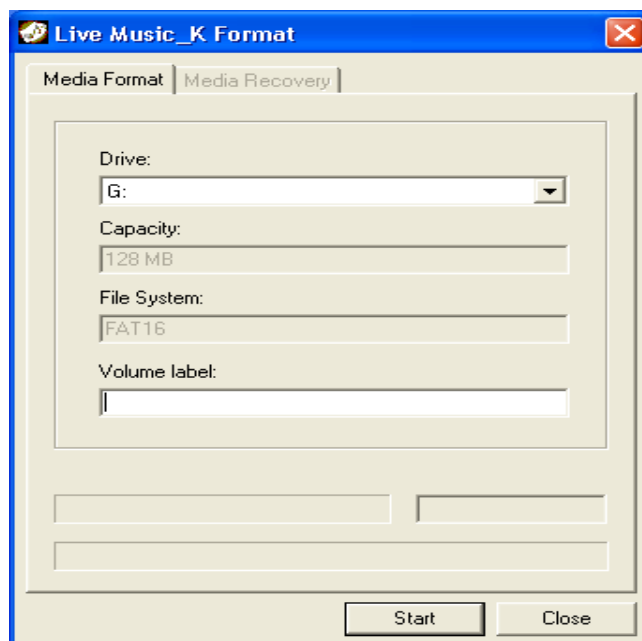 Live Music_K Format
Media Format Media Recovery
Drive:
G:
Capacity:
128 MB
File System:
FAT16
Volume label:
Start Close